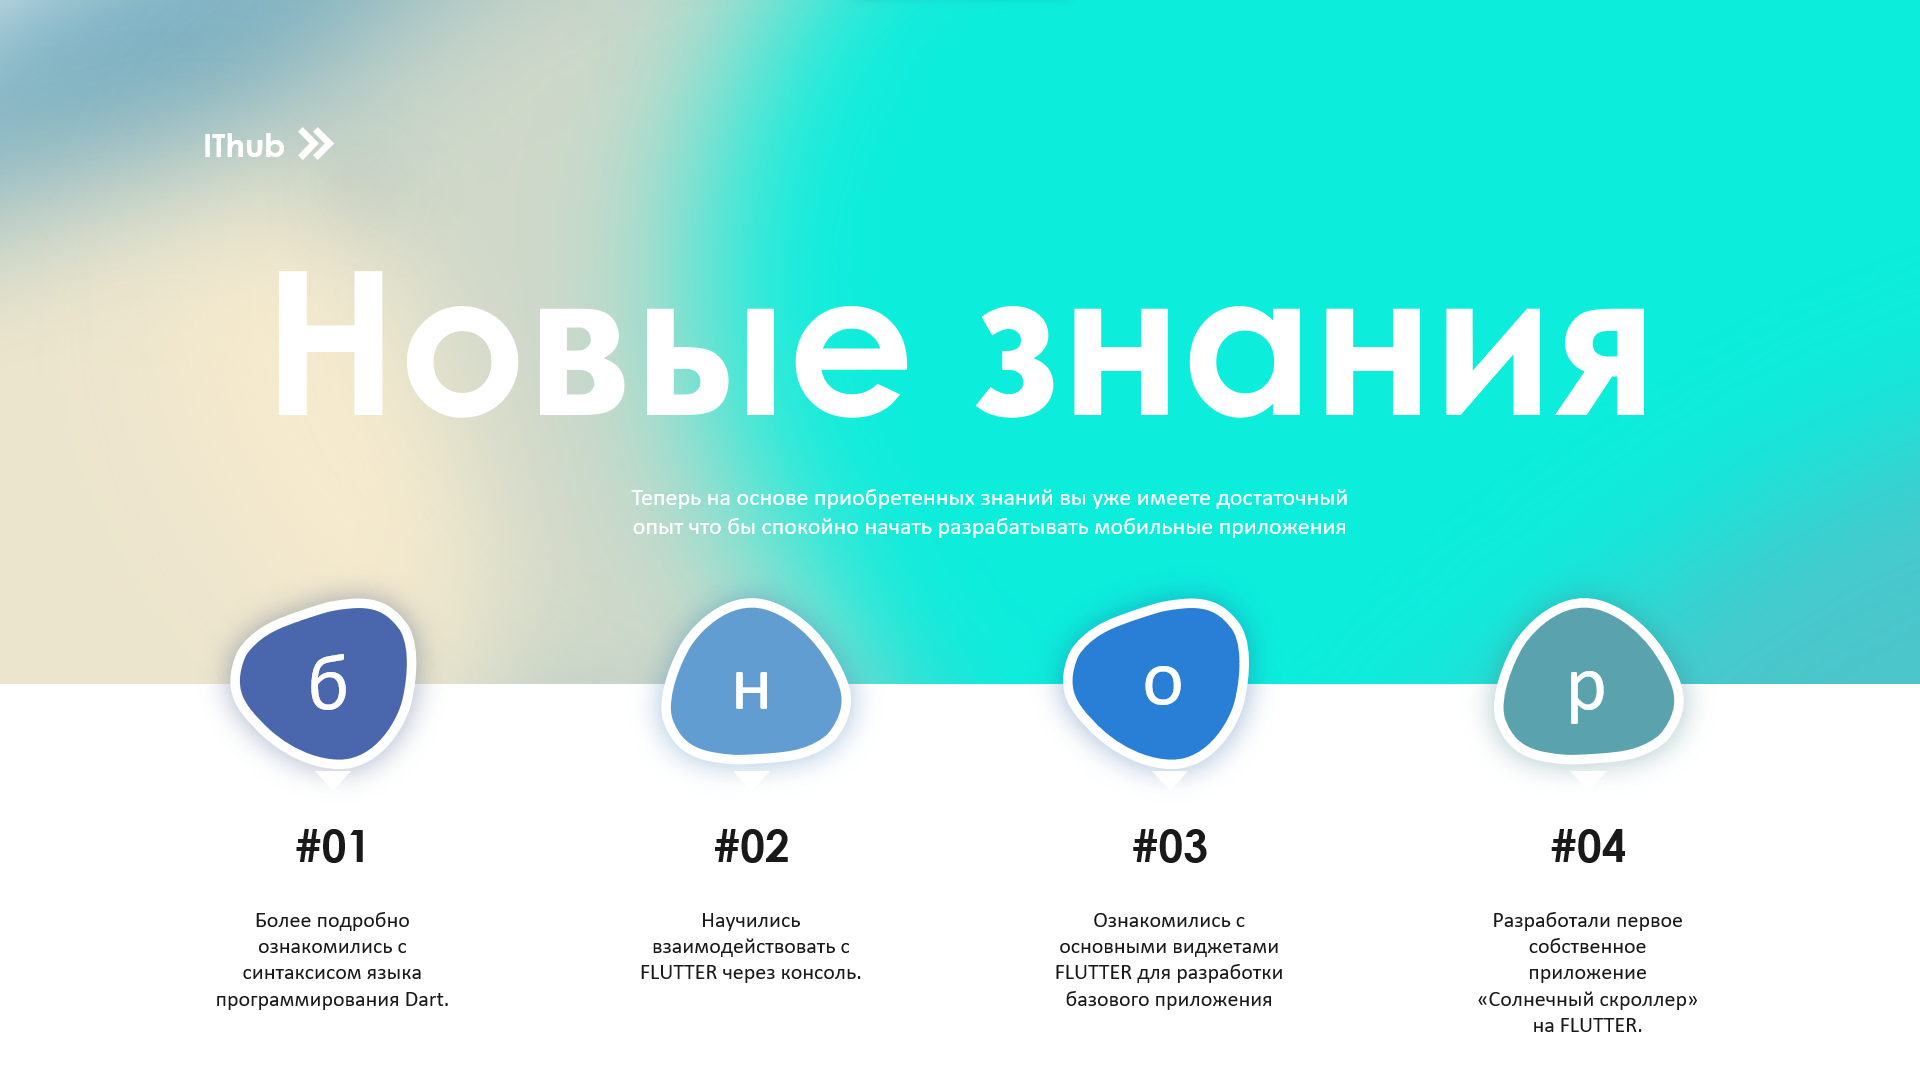 IThub
Новые знания
Теперь на основе приобретенных знаний вы уже имеете достаточный
опыт что бы спокойно начать разрабатывать мобильные приложения
б
н
о
р
#01
#02
#03
#04
Более подробно
ознакомились с
синтаксисом языка
программирования Dart.
Научились
взаимодействовать с
FLUTTER через консоль.
Ознакомились с
основными виджетами
FLUTTER для разработки
базового приложения
Разработали первое
собственное
приложение
«Солнечный скроллер»
на FLUTTER.